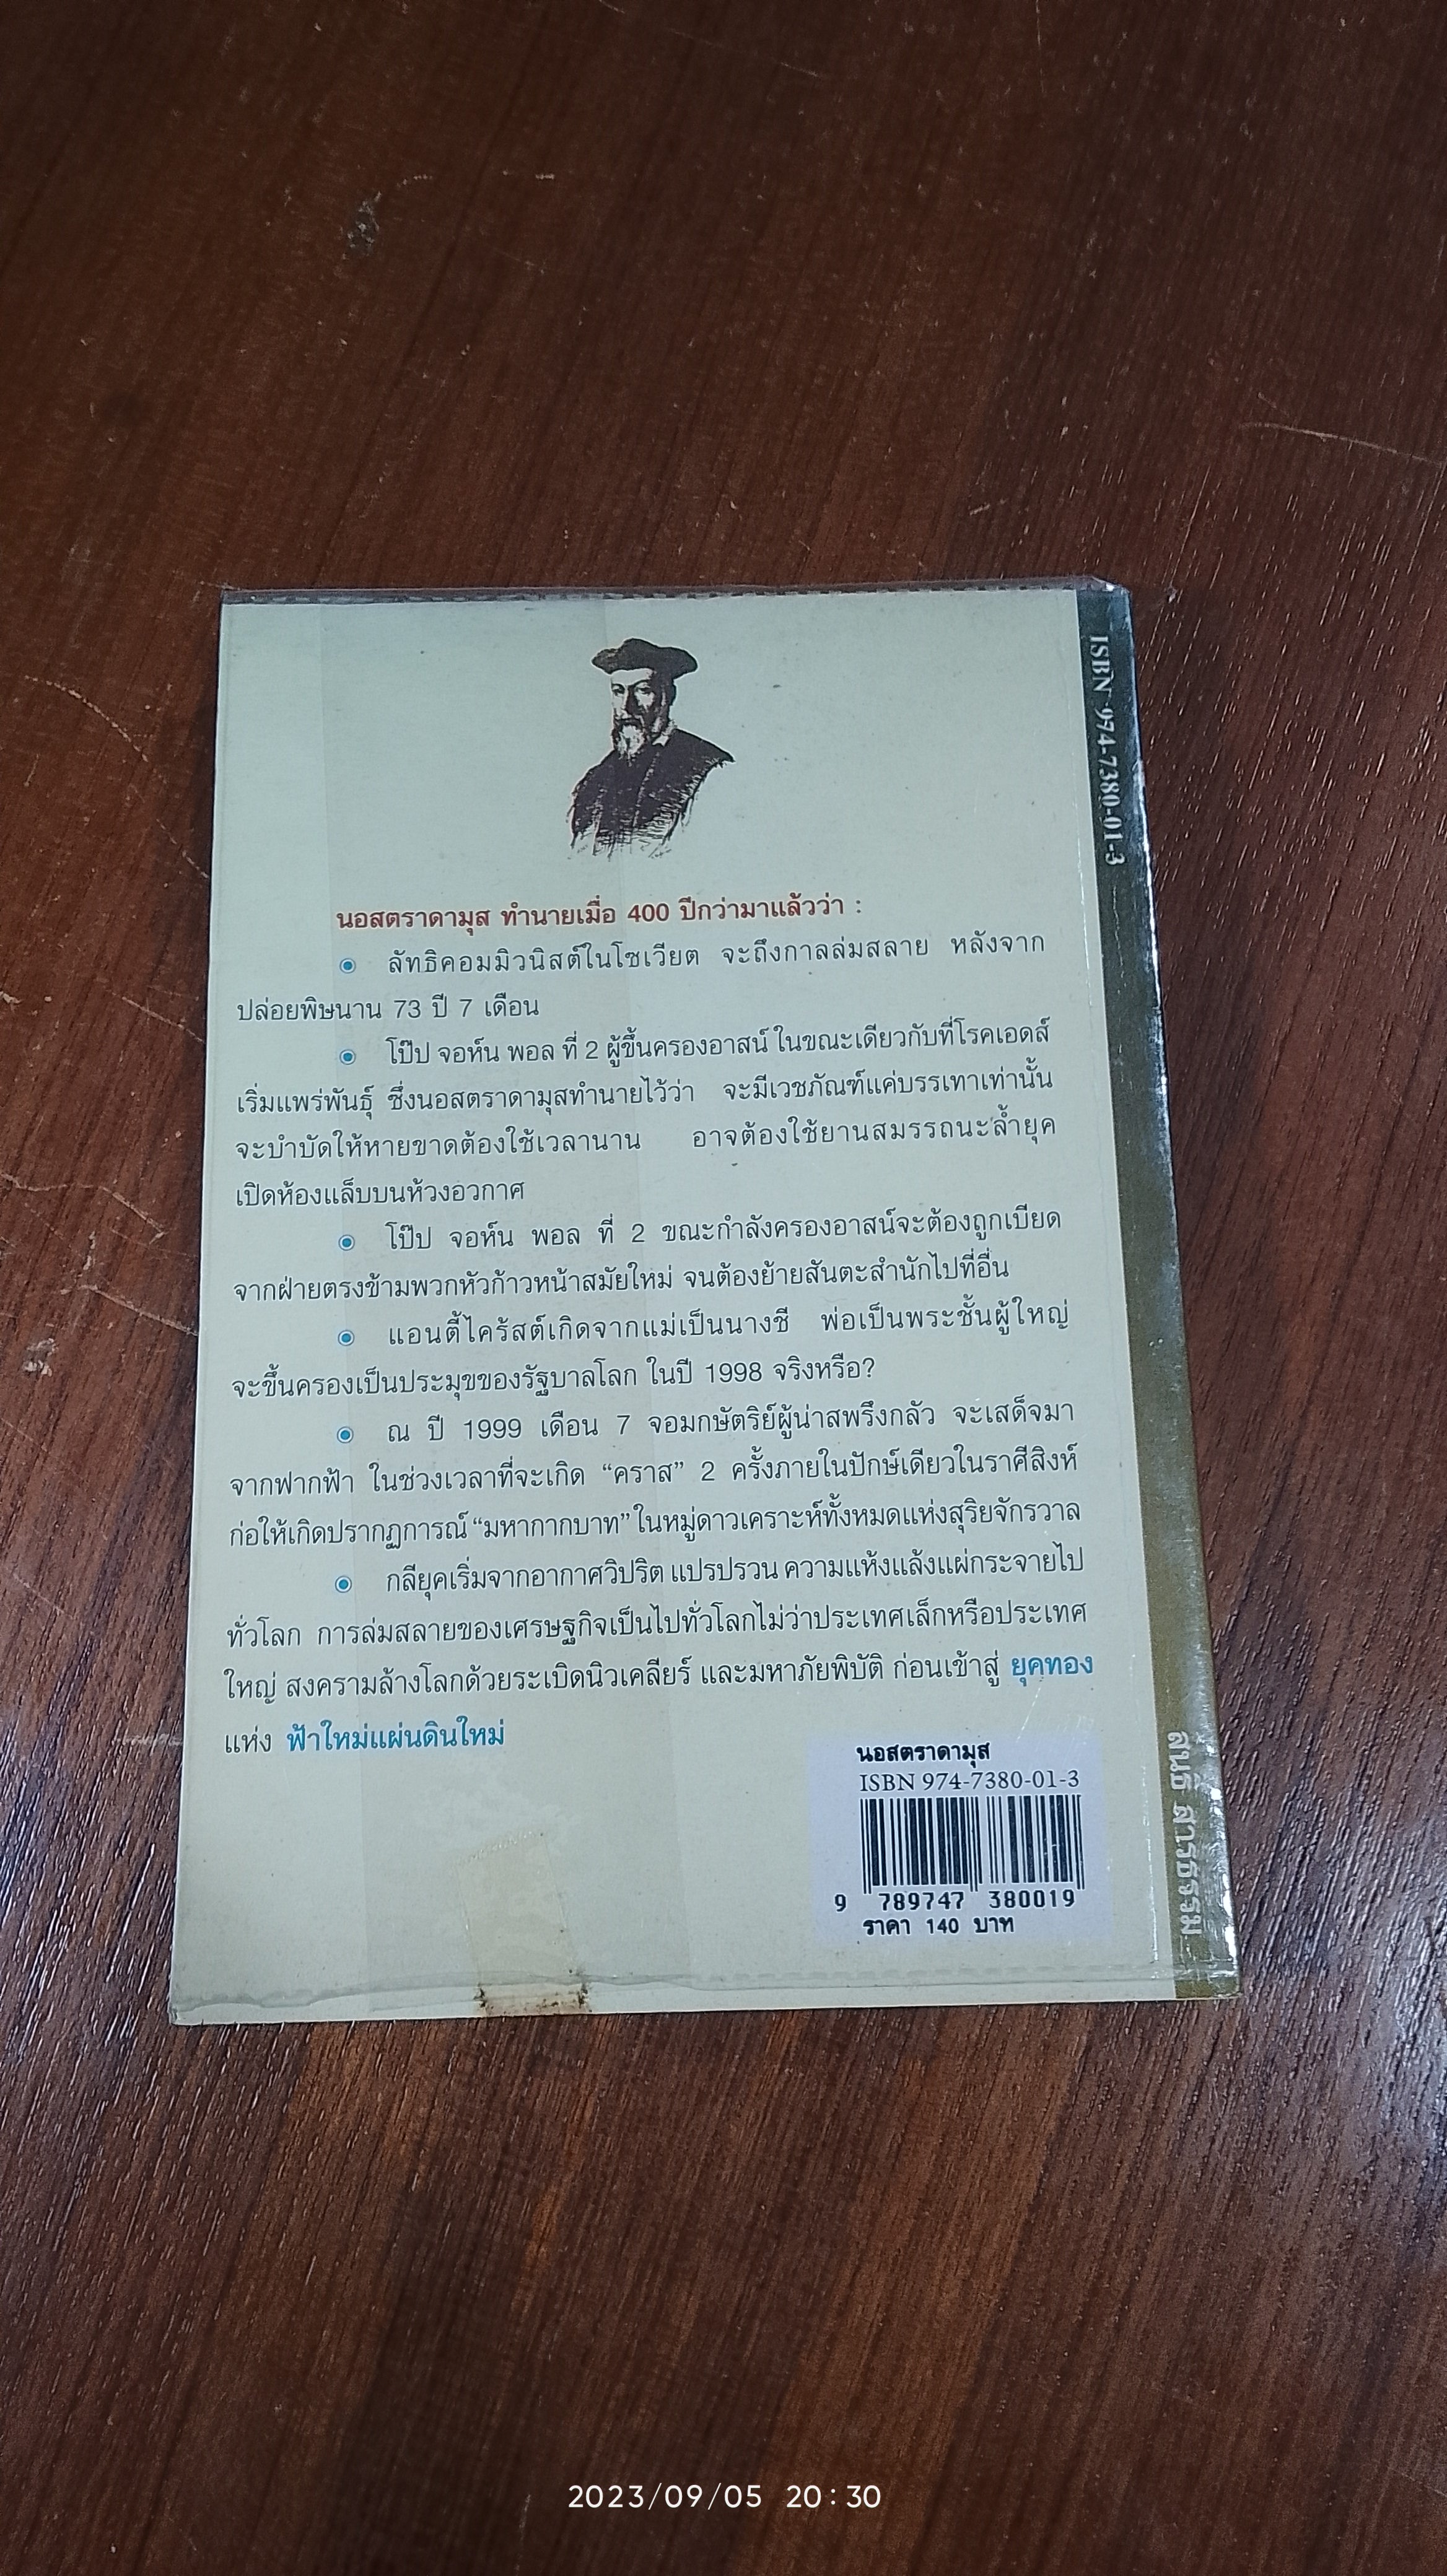 นอสตราดามุส ทำนายเมื่อ 400 ปีกว่ามาแล้วว่า :
ลัทธิคอมมิวนิสต์ในโซเวียต จะถึงกาลล่มสลาย หลังจาก
ปล่อยพิษนาน 73 ปี 7 เดือน
โป๊ป จอห์น พอล ที่ 2 ผู้ขึ้นครองอาสน์ ในขณะเดียวกับที่โรคเอดส์
เริ่มแพร่พันธุ์ ซึ่งนอสตราดามุสทำนายไว้ว่า จะมีเวชภัณฑ์แค่บรรเทาเท่านั้น
จะบำบัดให้หายขาดต้องใช้เวลานาน อาจต้องใช้ยานสมรรถนะล้ำยุค
เปิดห้องแล็บบนห้วงอวกาศ
โป๊ป จอห์น พอล ที่ 2 ขณะกำลังครองอาสน์จะต้องถูกเบียด
จากฝ่ายตรงข้ามพวกหัวก้าวหน้าสมัยใหม่ จนต้องย้ายสันตะสำนักไปที่อื่น
แอนตี้ไคร้สต์เกิดจากแม่เป็นนางชี พ่อเป็นพระชั้นผู้ใหญ่
จะขึ้นครองเป็นประมุขของรัฐบาลโลก ในปี 1998 จริงหรือ?
ณ ปี 1999 เดือน 7 จอมกษัตริย์ผู้น่าสพรึงกลัว จะเสด็จมา
จากฟากฟ้า ในช่วงเวลาที่จะเกิด “คราส” 2 ครั้งภายในปักษ์เดียวในราศีสิงห์
ก่อให้เกิดปรากฏการณ์ “มหากากบาท” ในหมู่ดาวเคราะห์ทั้งหมดแห่งสุริยจักรวาล
กลียุคเริ่มจากอากาศวิปริต แปรปรวน ความแห้งแล้งแผ่กระจายไป
ทั่วโลก การล่มสลายของเศรษฐกิจเป็นไปทั่วโลกไม่ว่าประเทศเล็กหรือประเทศ
ใหญ่ สงครามล้างโลกด้วยระเบิดนิวเคลียร์ และมหาภัยพิบัติ ก่อนเข้าสู่ ยุคทอง
แห่ง ฟ้าใหม่แผ่นดินใหม่
นอสตราดามุส
ISBN 974-7380-01-3
9 789747 380019
ราคา 140 บาท
ISBN 974-7380-01-3
2023/09/05 20:30